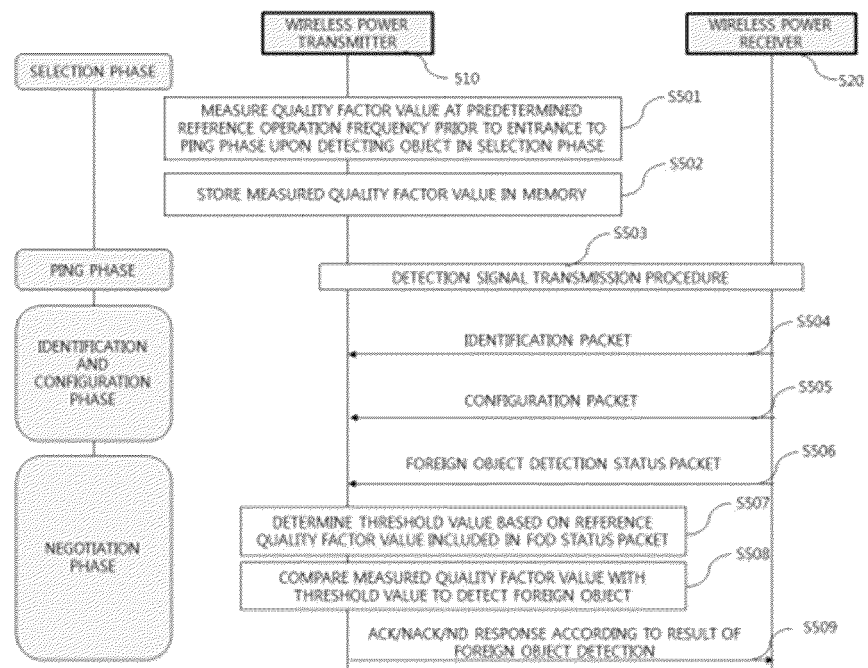 WIRELESS POWER
TRANSMITTER
WIRELESS POWER
RECEIVER
SELECTION PHASE
510
520
S501
MEASURE QUALITY FACTOR VALUE AT PREDETERMINED
REFERENCE OPERATION FREQUENCY PRIOR TO ENTRANCE TO
PING PHASE UPON DETECTING OBJECT IN SELECTION PHASE
S502
STORE MEASURED QUALITY FACTOR VALUE IN MEMORY
S503
PING PHASE
DETECTION SIGNAL TRANSMISSION PROCEDURE
S504
IDENTIFICATION
AND
CONFIGURATION
PHASE
IDENTIFICATION PACKET
S505
CONFIGURATION PACKET
S506
FOREIGN OBJECT DETECTION STATUS PACKET
S507
NEGOTIATION
PHASE
DETERMINE THRESHOLD VALUE BASED ON REFERENCE
QUALITY FACTOR VALUE INCLUDED IN FOD STATUS PACKET
S508
COMPARE MEASURED QUALITY FACTOR VALUE WITH
THRESHOLD VALUE TO DETECT FOREIGN OBJECT
S509
ACK/NACK/ND RESPONSE ACCORDING TO RESULT OF
FOREIGN OBJECT DETECTION